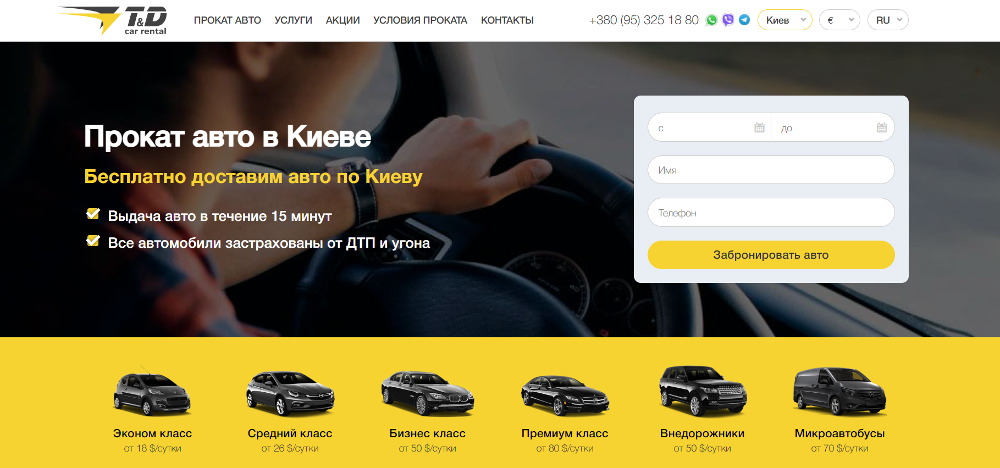 T&D
car rental
ПРОКАТ АВТО УСЛУГИ АКЦИИ УСЛОВИЯ ПРОКАТА КОНТАКТЫ
+380 (95) 325 18 80 Киев € RU
Прокат авто в Киеве
Бесплатно доставим авто по Киеву
Выдача авто в течение 15 минут
Все автомобили застрахованы от ДТП и угона
с до
Имя
Телефон
Забронировать авто
Эконом класс
от 18 $/сутки
Средний класс
от 26 $/сутки
Бизнес класс
от 50 $/сутки
Премиум класс
от 80 $/сутки
Внедорожники
от 50 $/сутки
Микроавтобусы
от 70 $/сутки